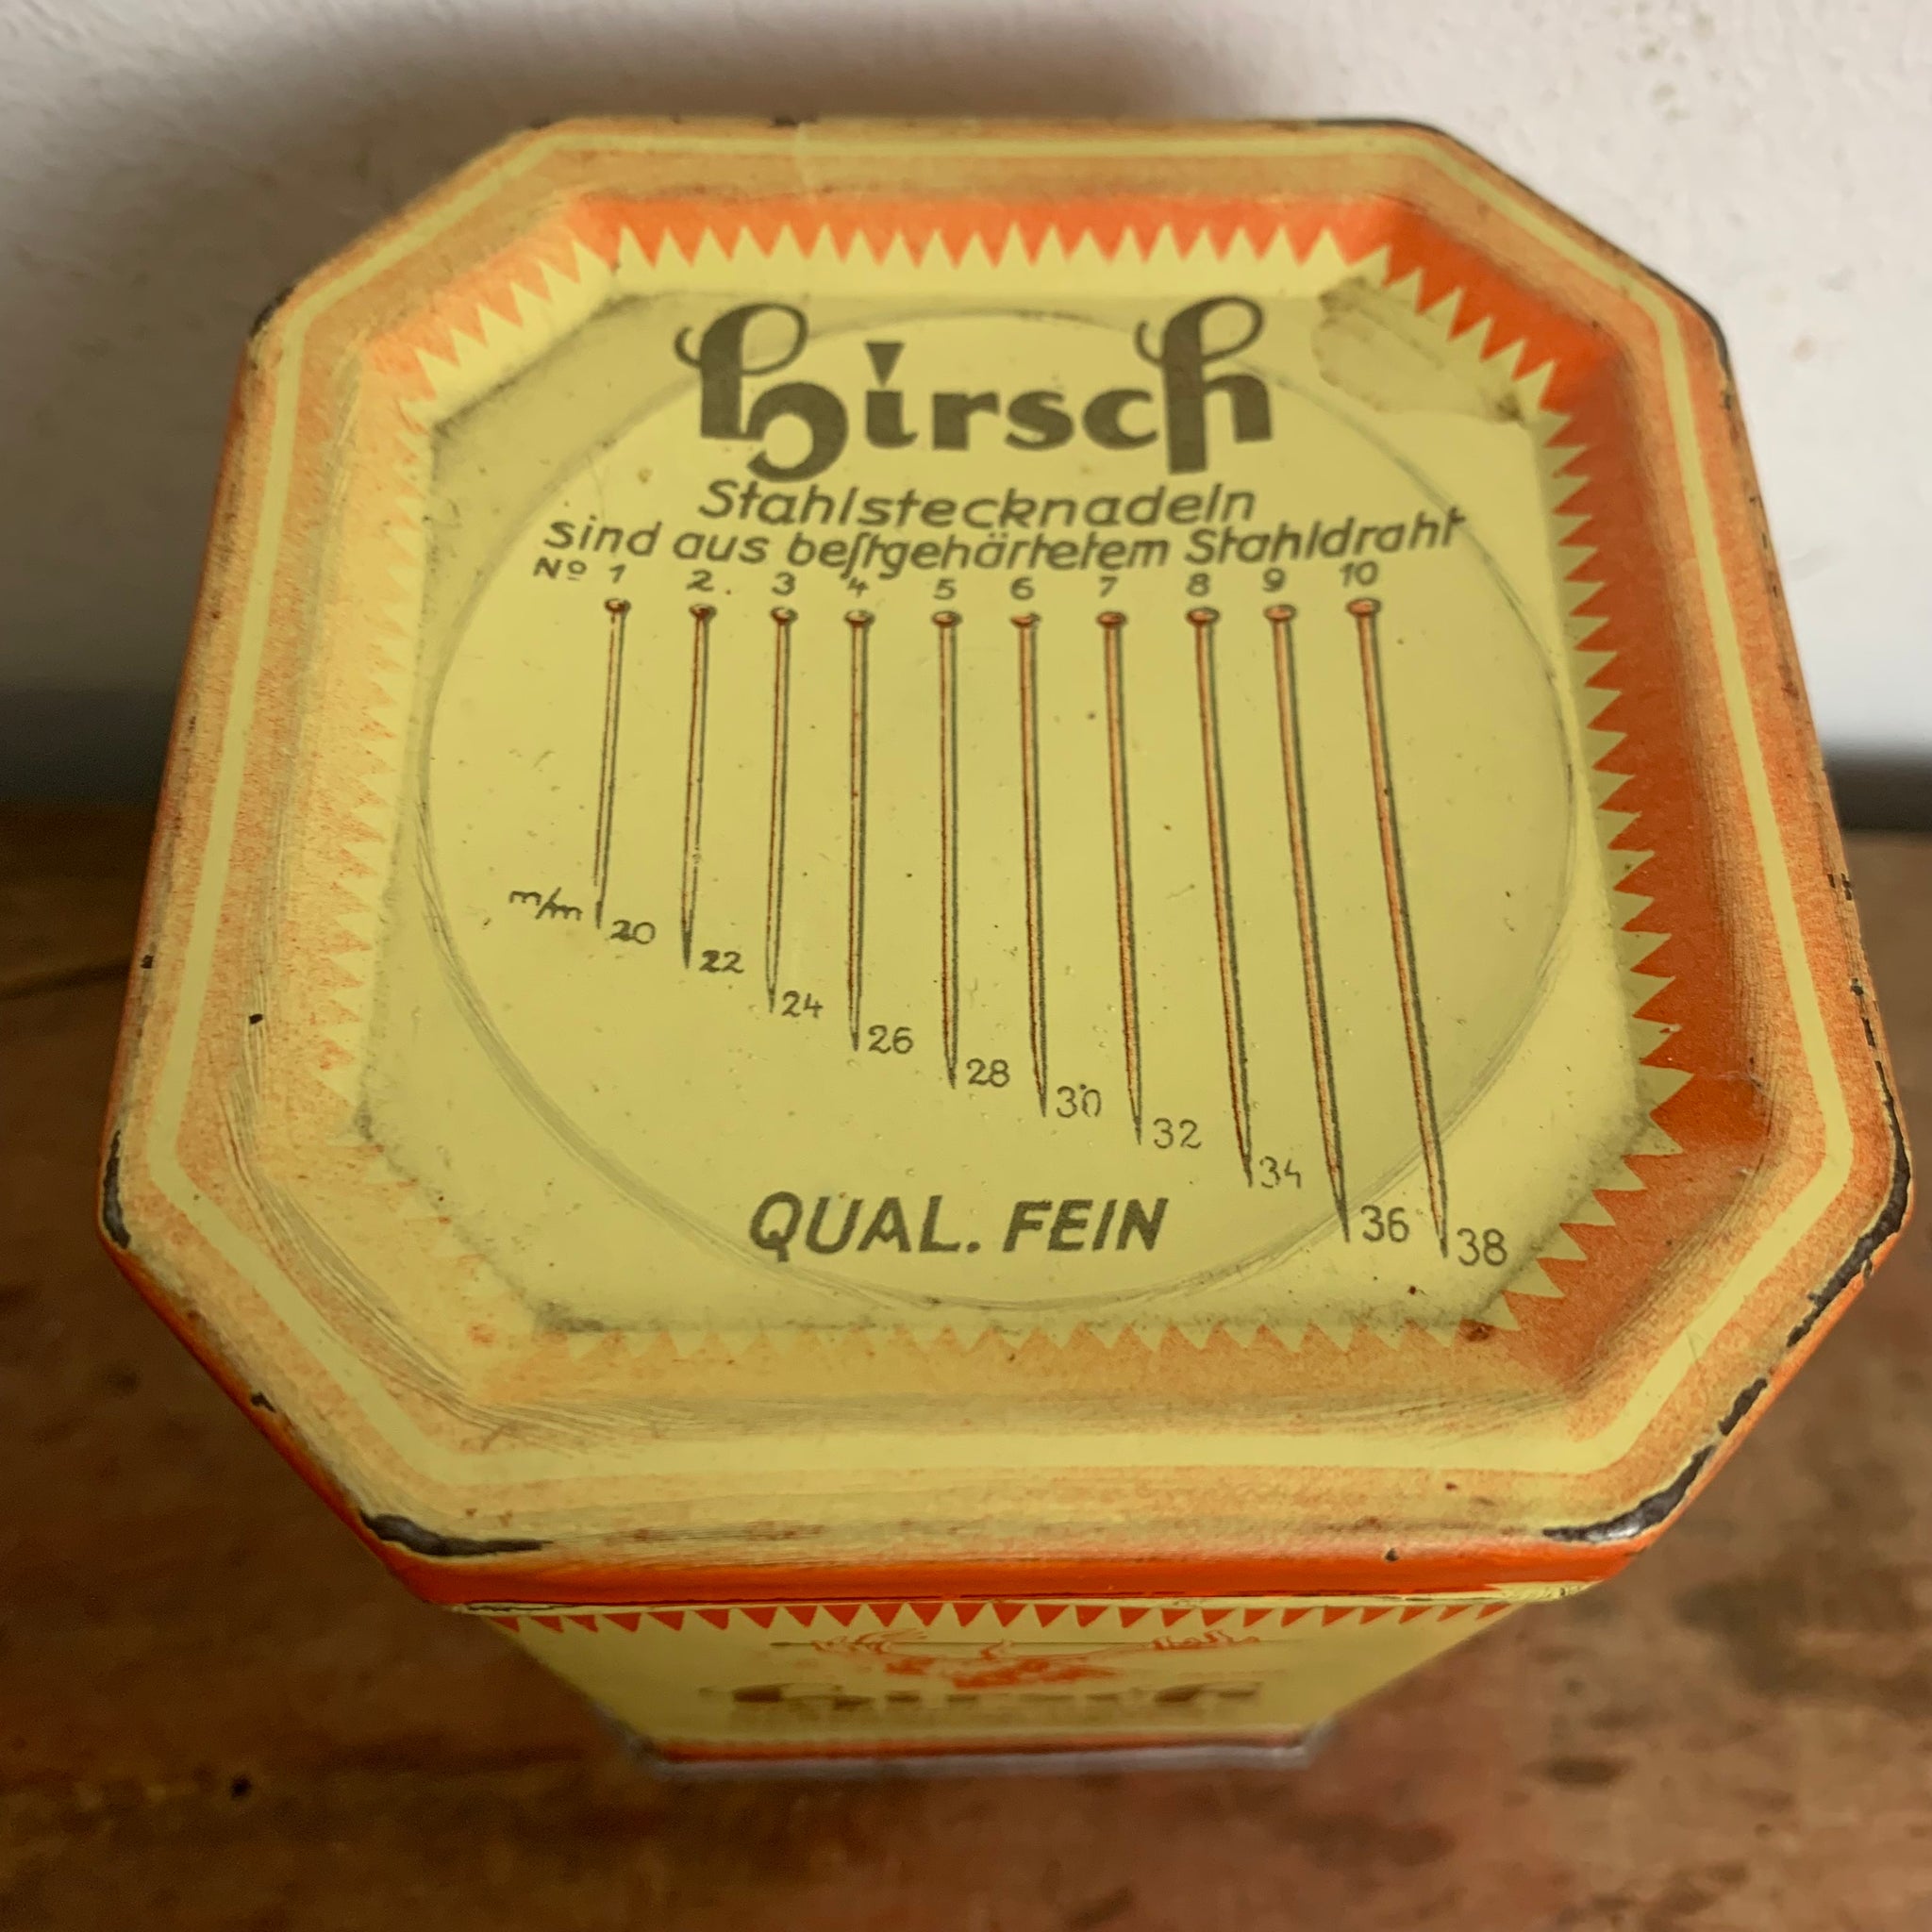 Hirsch
Stahlstecknadeln
sind aus beſtgehärtetem Stahldraht
Nº 1 2. 3 4 5 6 7 8 9 10
m/m 20 22 24 26 28 30 32 34 36 38
QUAL. FEIN
Hirsch